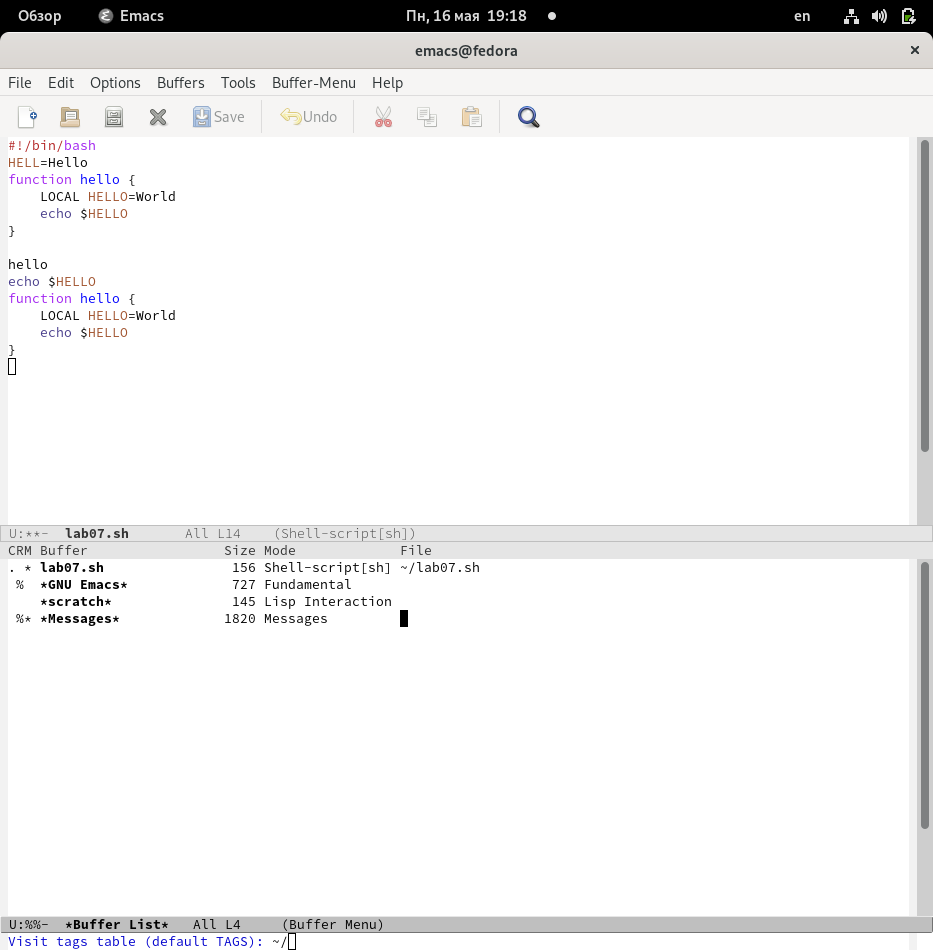 Обзор Emacs Пн, 16 мая 19:18 en
emacs@fedora
File Edit Options Buffers Tools Buffer-Menu Help
Save Undo
#!/bin/bash
HELL=Hello
function hello {
    LOCAL HELLO=World
    echo $HELLO
}
hello
echo $HELLO
function hello {
    LOCAL HELLO=World
    echo $HELLO
}
U:**-  lab07.sh       All L14    (Shell-script[sh])
CRM Buffer                 Size Mode             File
. * lab07.sh                156 Shell-script[sh] ~/lab07.sh
 %  *GNU Emacs*             727 Fundamental
    *scratch*               145 Lisp Interaction
 %* *Messages*             1820 Messages
U:%%-  *Buffer List*   All L4     (Buffer Menu)
Visit tags table (default TAGS): ~/